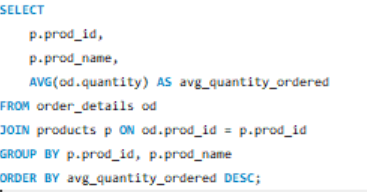 SELECT
p.prod_id,
p.prod_name,
AVG(od.quantity) AS avg_quantity_ordered
FROM order_details od
JOIN products p ON od.prod_id = p.prod_id
GROUP BY p.prod_id, p.prod_name
ORDER BY avg_quantity_ordered DESC;